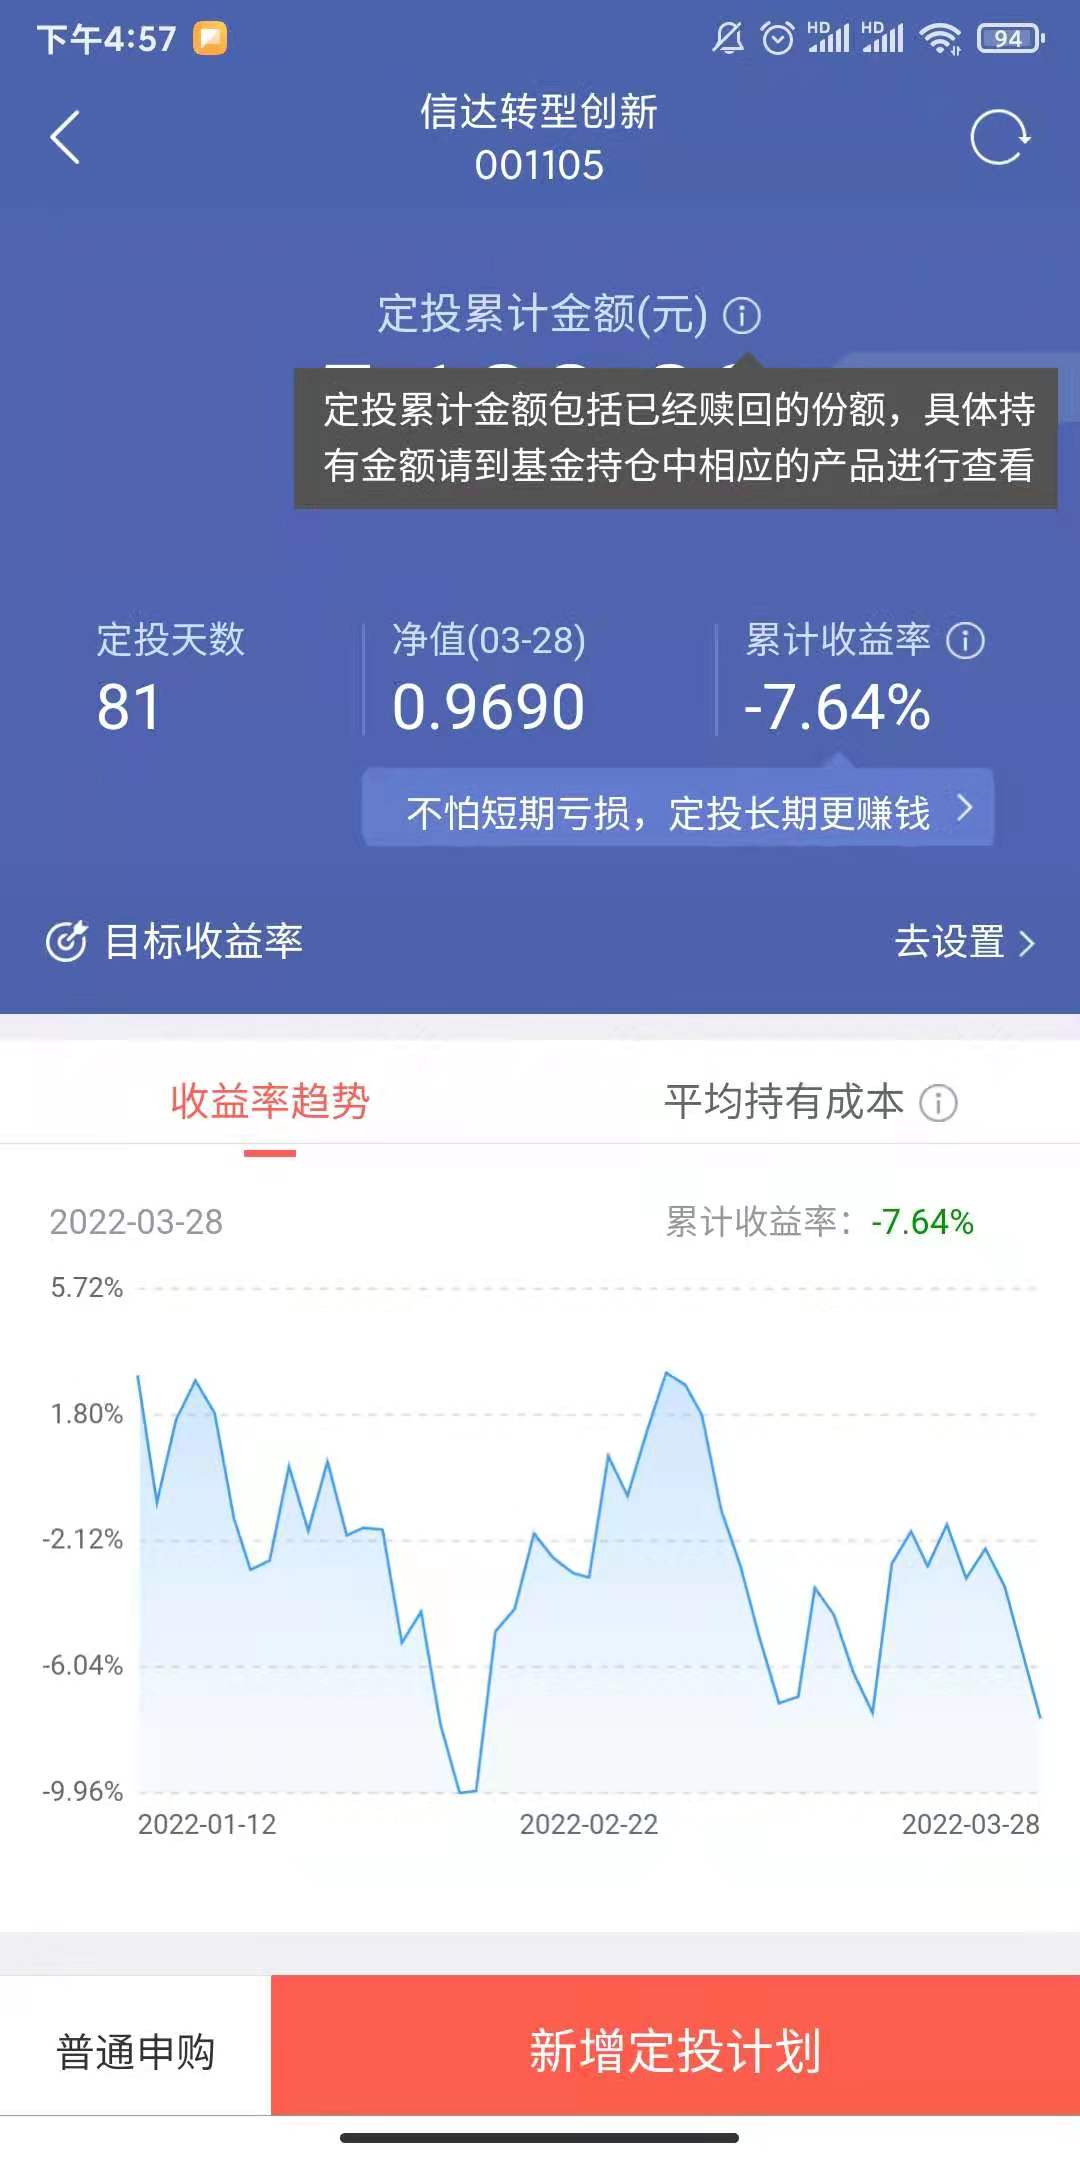 下午4:57
HD HD 94
信达转型创新
001105
定投累计金额(元)
定投累计金额包括已经赎回的份额，具体持
有金额请到基金持仓中相应的产品进行查看
定投天数 净值(03-28) 累计收益率
81 0.9690 -7.64%
不怕短期亏损，定投长期更赚钱
目标收益率 去设置
收益率趋势 平均持有成本
2022-03-28 累计收益率：-7.64%
5.72%
1.80%
-2.12%
-6.04%
-9.96%
2022-01-12 2022-02-22 2022-03-28
普通申购 新增定投计划